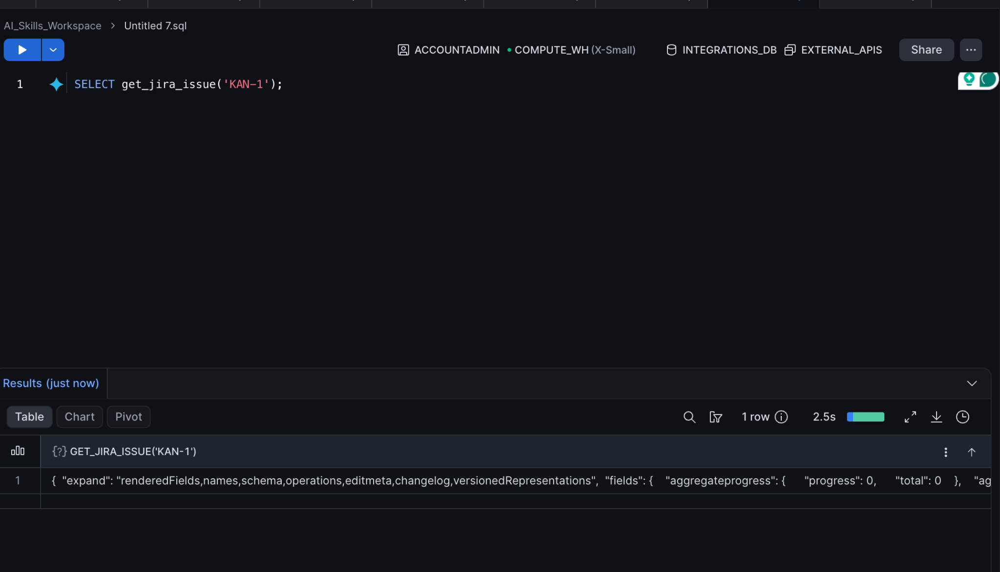 AI_Skills_Workspace > Untitled 7.sql
ACCOUNTADMIN COMPUTE_WH (X-Small) INTEGRATIONS_DB EXTERNAL_APIS Share
1 SELECT get_jira_issue('KAN-1');
Results (just now)
Table Chart Pivot 1 row 2.5s
{?} GET_JIRA_ISSUE('KAN-1')
1 { "expand": "renderedFields,names,schema,operations,editmeta,changelog,versionedRepresentations", "fields": { "aggregateprogress": { "progress": 0, "total": 0 }, "ag